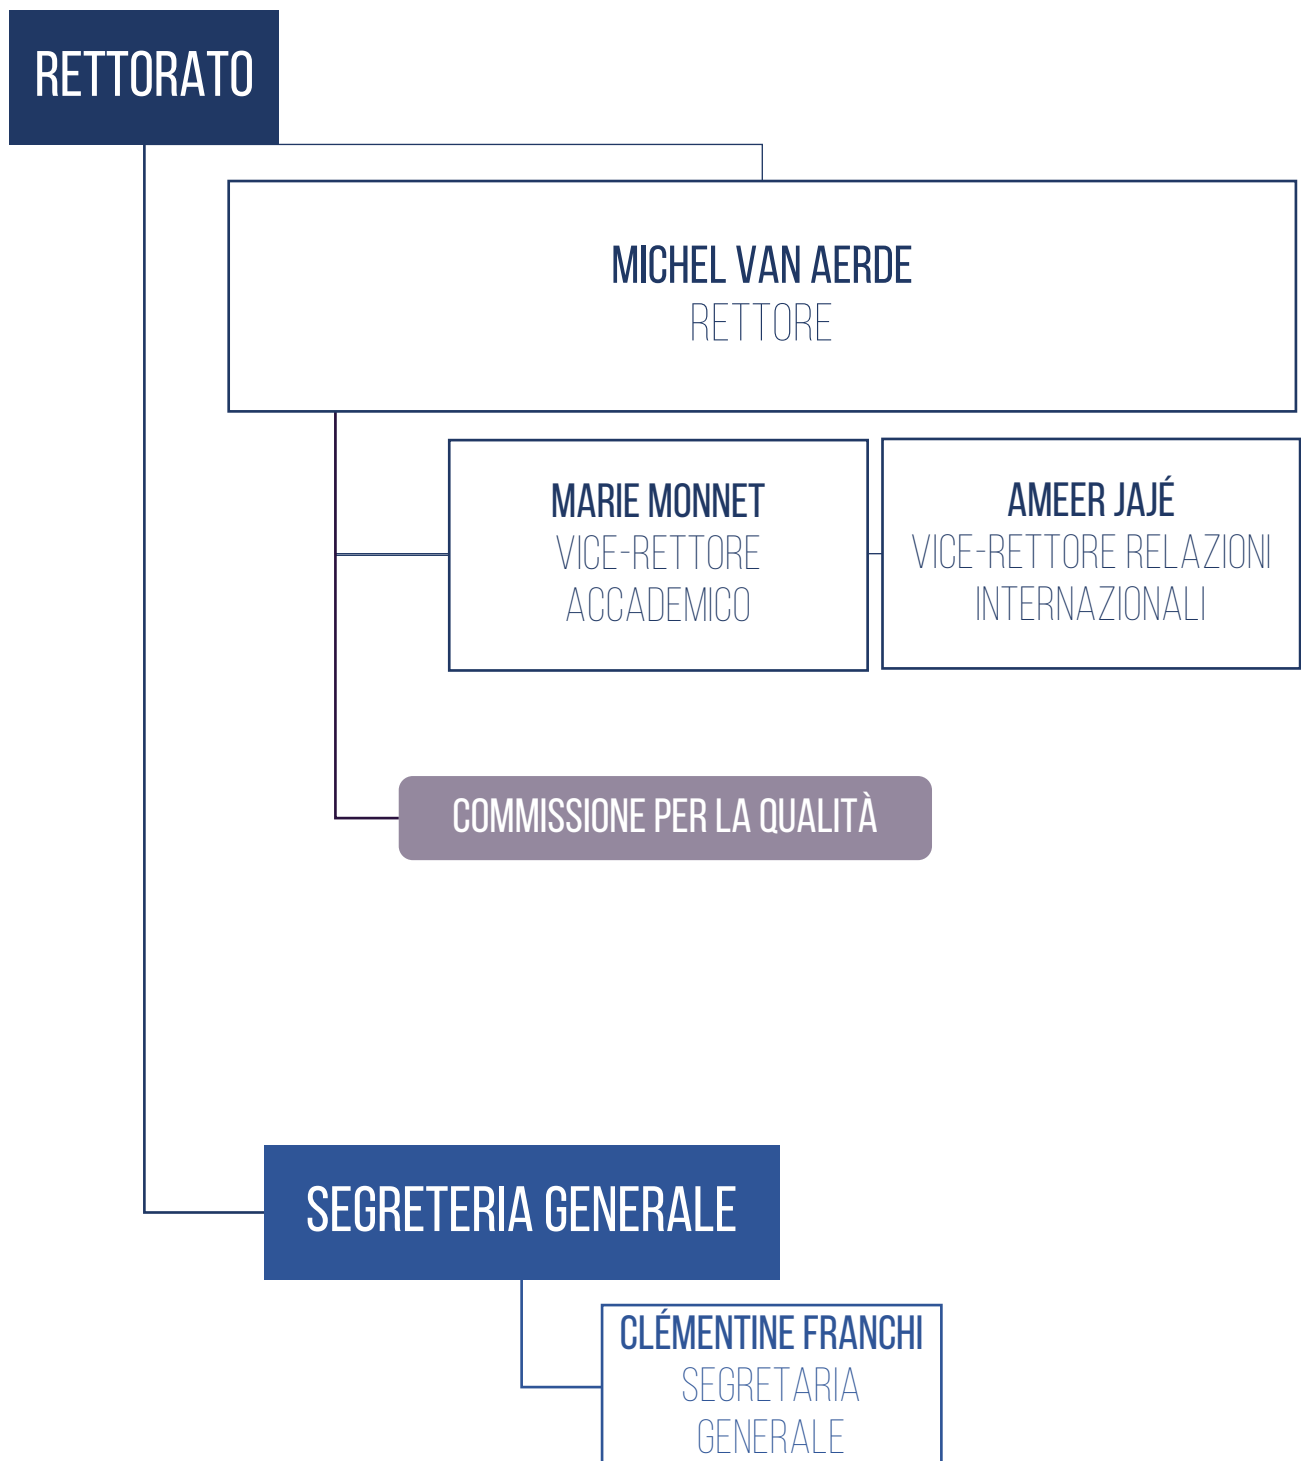 RETTORATO
MICHEL VAN AERDE
RETTORE
MARIE MONNET
VICE-RETTORE
ACCADEMICO
AMEER JAJÉ
VICE-RETTORE RELAZIONI
INTERNAZIONALI
COMMISSIONE PER LA QUALITÀ
SEGRETERIA GENERALE
CLÉMENTINE FRANCHI
SEGRETARIA
GENERALE